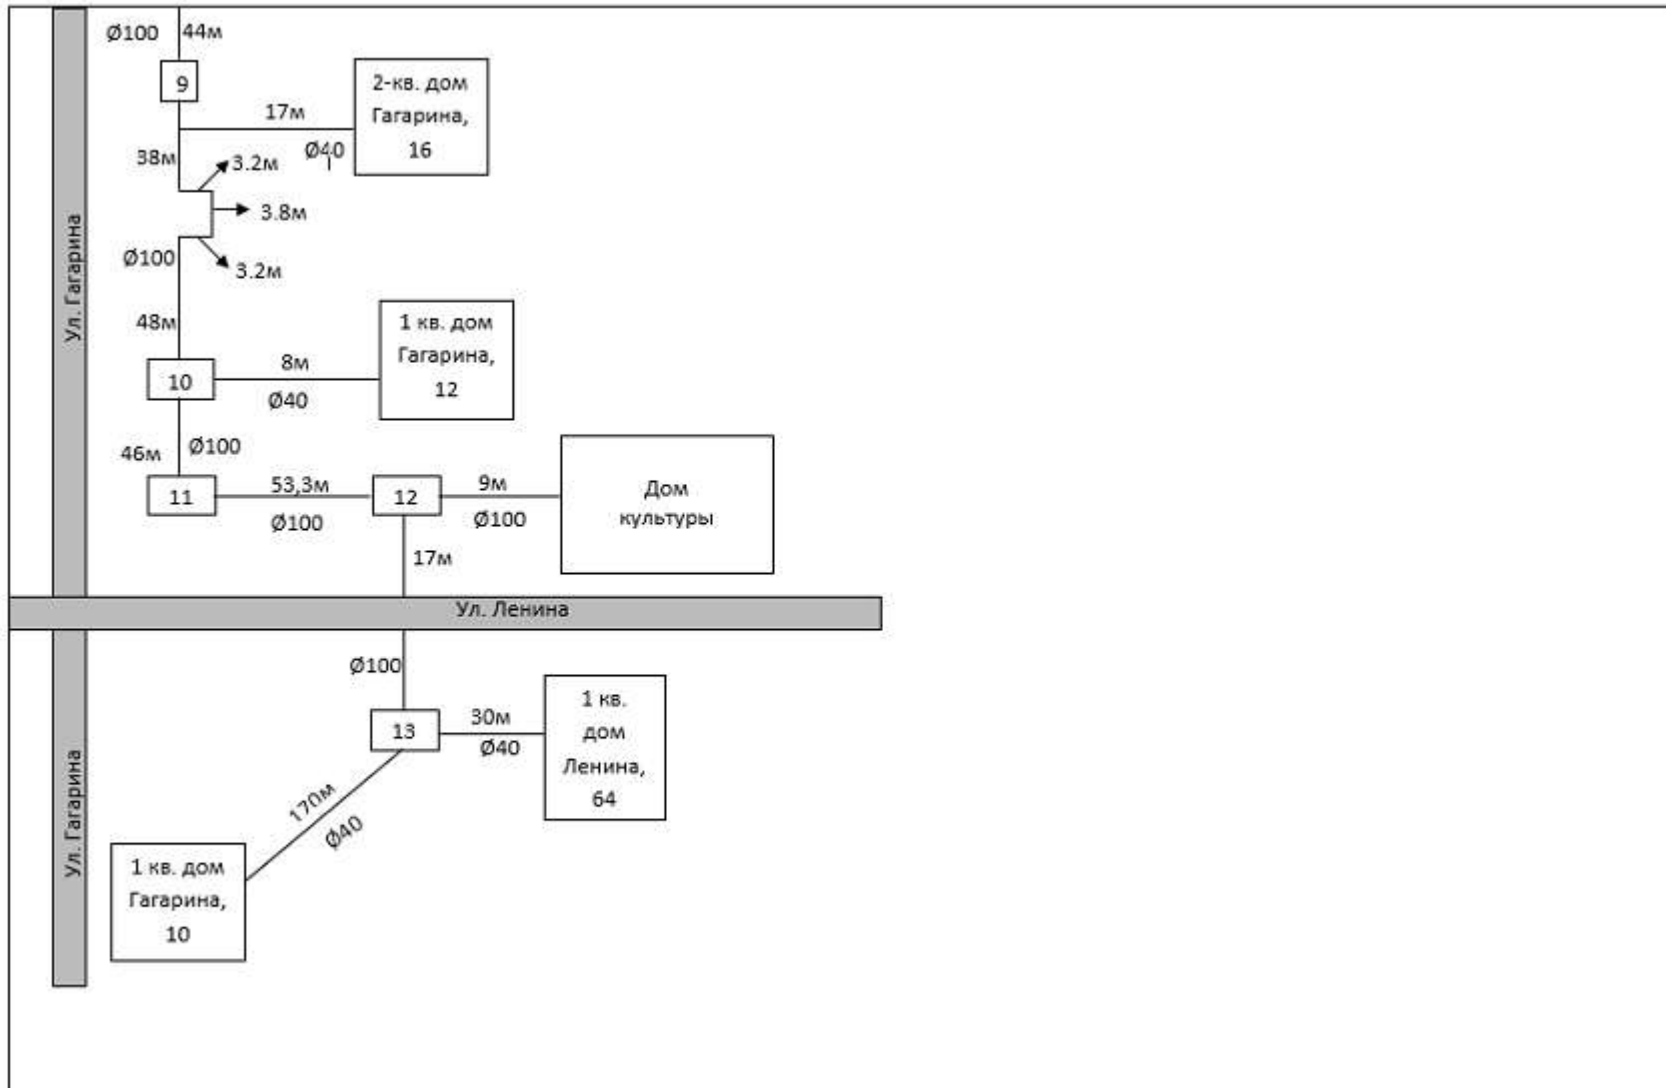 Ø100
44м
9
2-кв. дом
Гагарина,
16
17м
Ø40
38м
3.2м
3.8м
3.2м
Ø100
Ул. Гагарина
48м
1 кв. дом
Гагарина,
12
10
8м
Ø40
46м
Ø100
11
53,3м
Ø100
12
9м
Ø100
Дом
культуры
17м
Ул. Ленина
Ø100
13
30м
Ø40
1 кв.
дом
Ленина,
64
Ул. Гагарина
170м
Ø40
1 кв. дом
Гагарина,
10